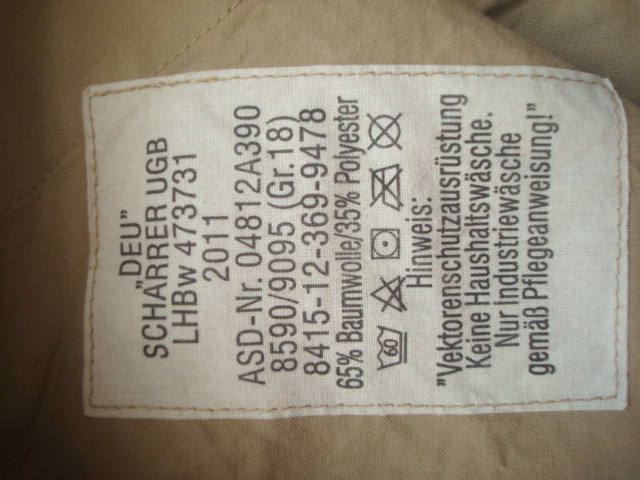 "DEU"
SCHÄRRER UGB
LHBw 473731
2011
ASD-Nr. 04812A390
8590/9095 (Gr.18)
8415-12-369-9478
65% Baumwolle/35% Polyester
60
Hinweis:
"Vektorenschutzausrüstung
Keine Haushaltswäsche.
Nur Industriewäsche
gemäß Pflegeanweisung!"